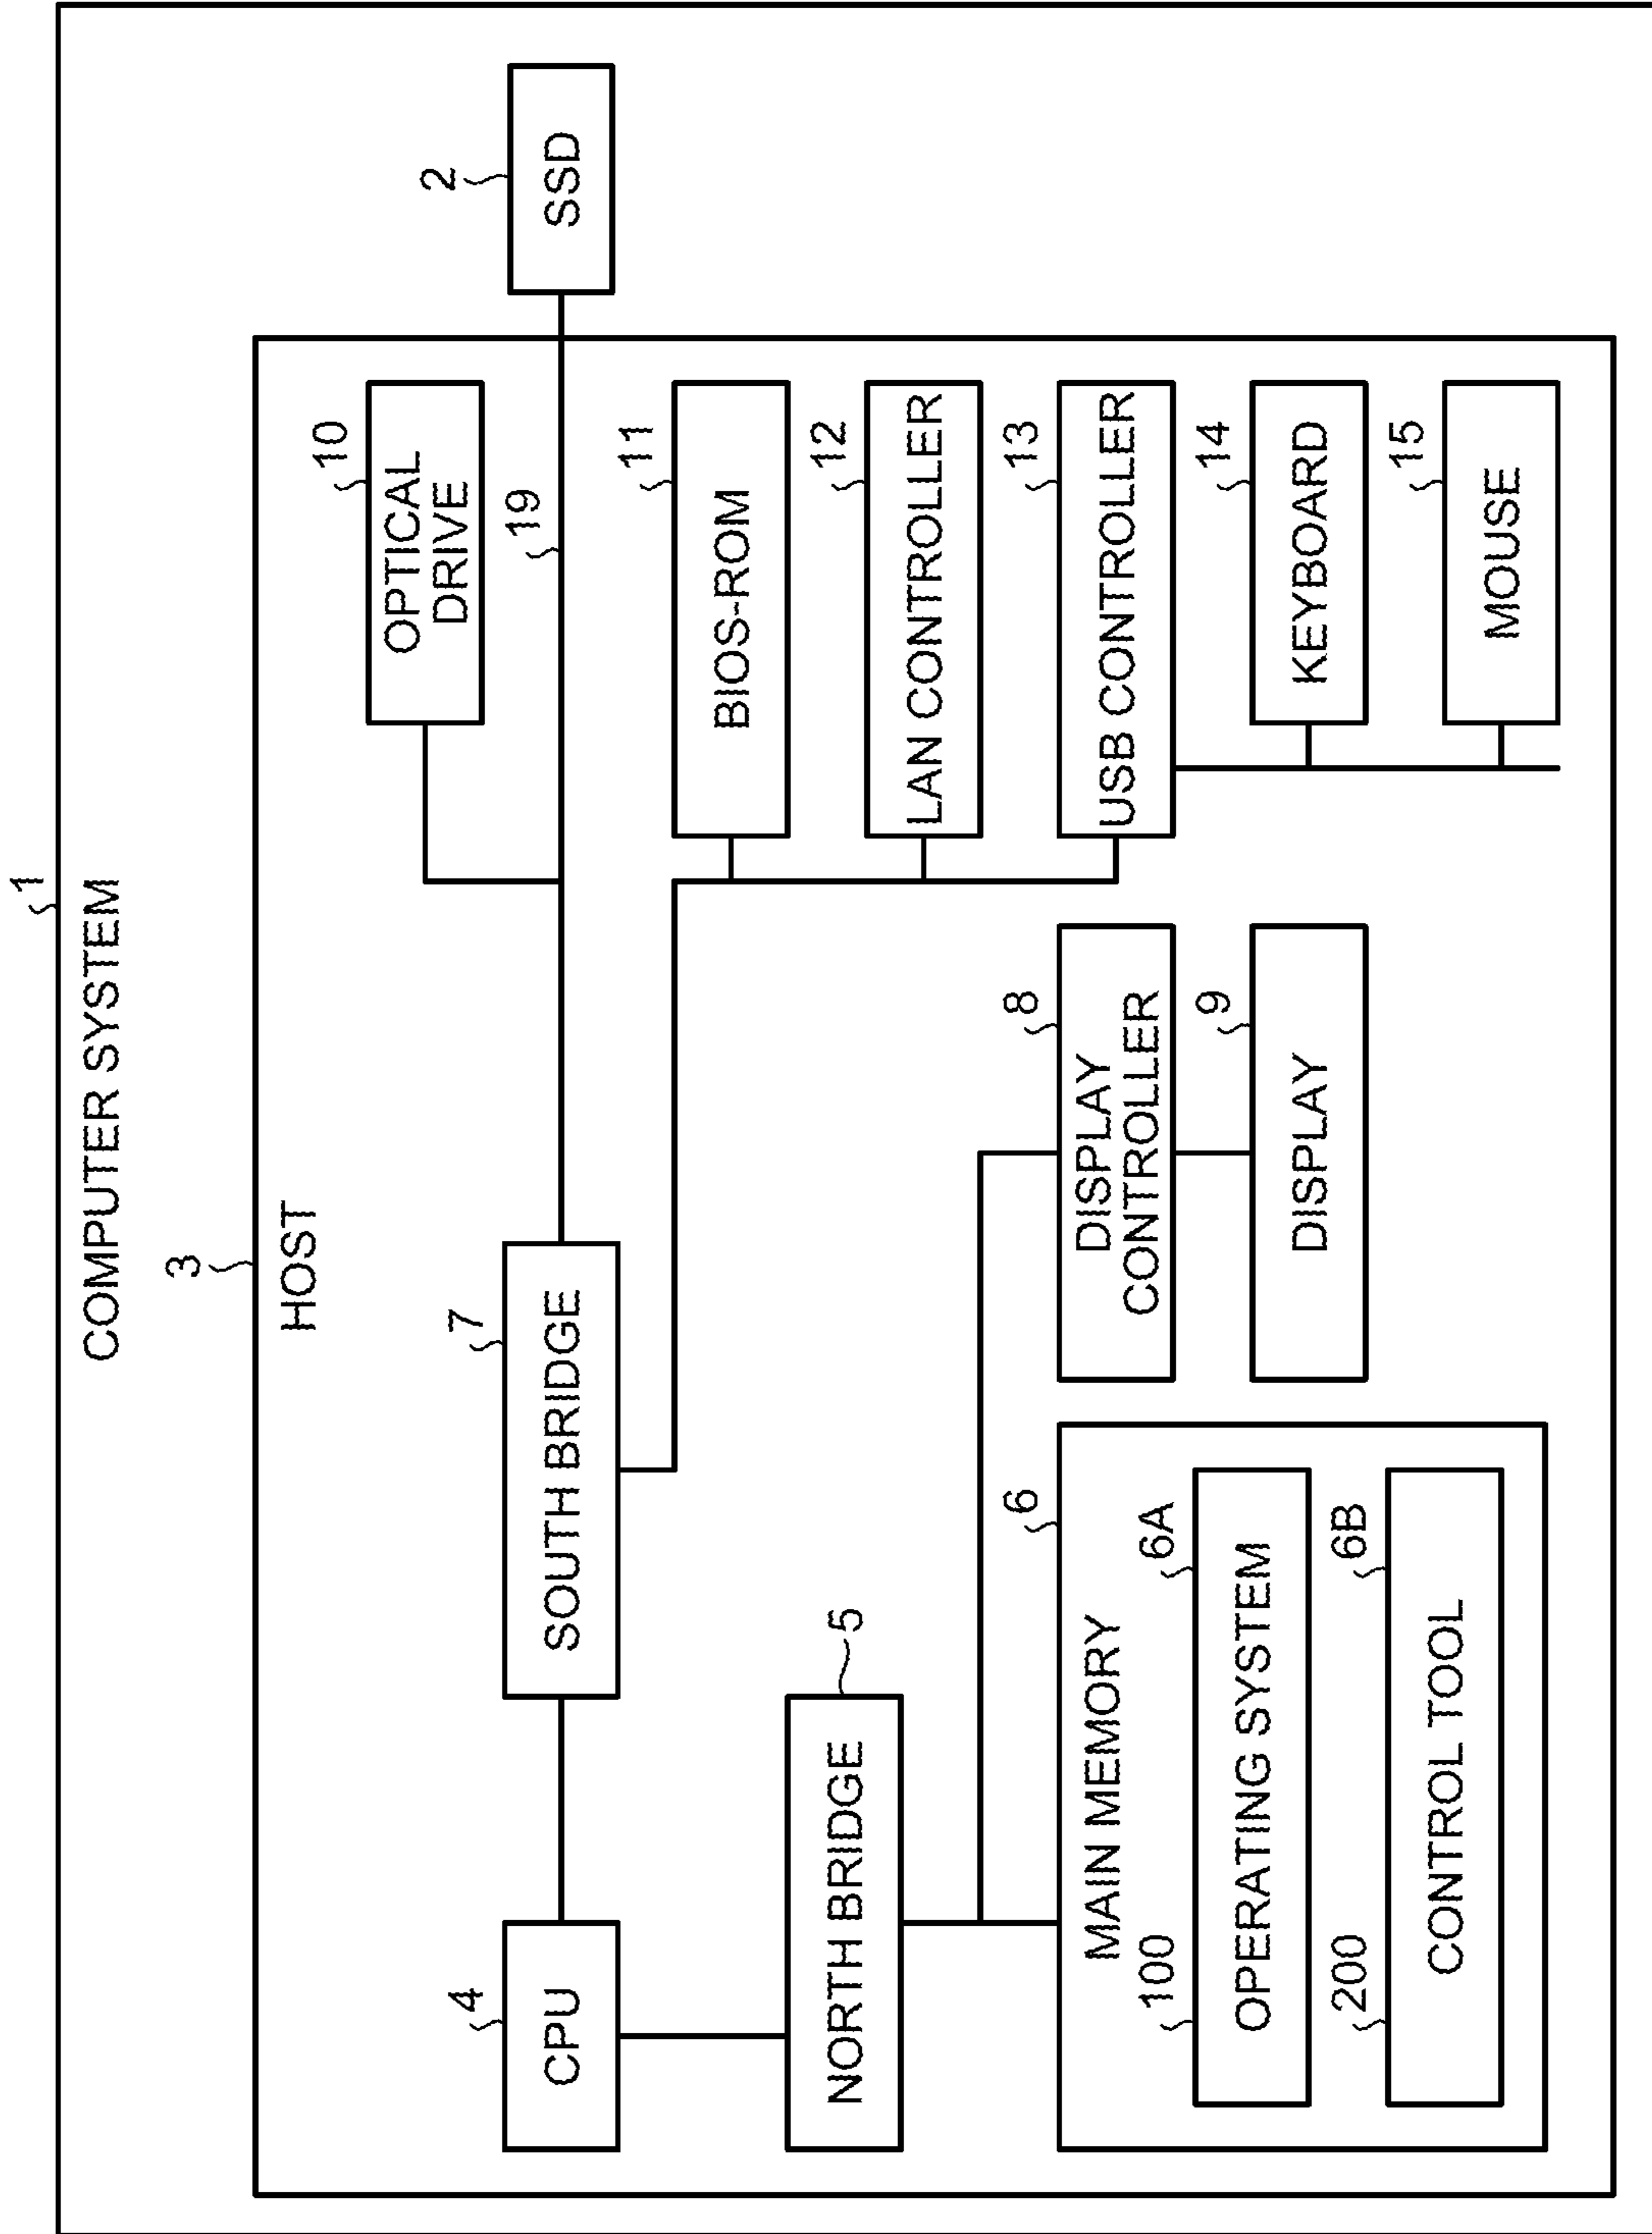 1
COMPUTER SYSTEM
3
HOST
10
OPTICAL
DRIVE
2
SSD
19
4
CPU
7
SOUTH BRIDGE
11
BIOS-ROM
5
NORTH BRIDGE
12
LAN CONTROLLER
6
MAIN MEMORY
8
DISPLAY
CONTROLLER
13
USB CONTROLLER
100
6A
OPERATING SYSTEM
9
DISPLAY
14
KEYBOARD
200
6B
CONTROL TOOL
15
MOUSE